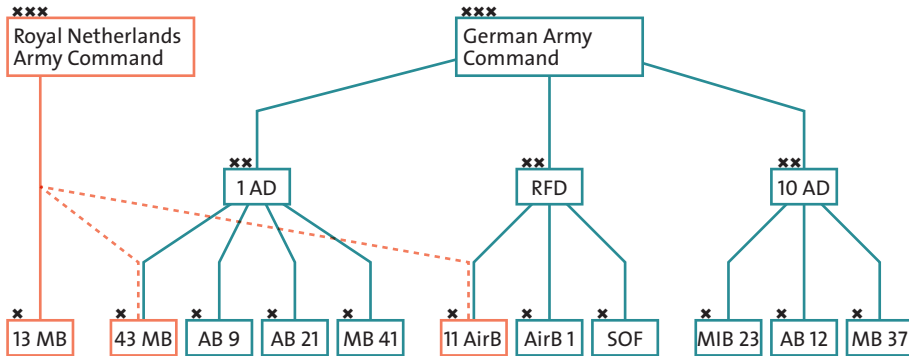 Royal Netherlands
Army Command
German Army
Command
1 AD
RFD
10 AD
13 MB
43 MB
AB 9
AB 21
MB 41
11 AirB
AirB 1
SOF
MIB 23
AB 12
MB 37